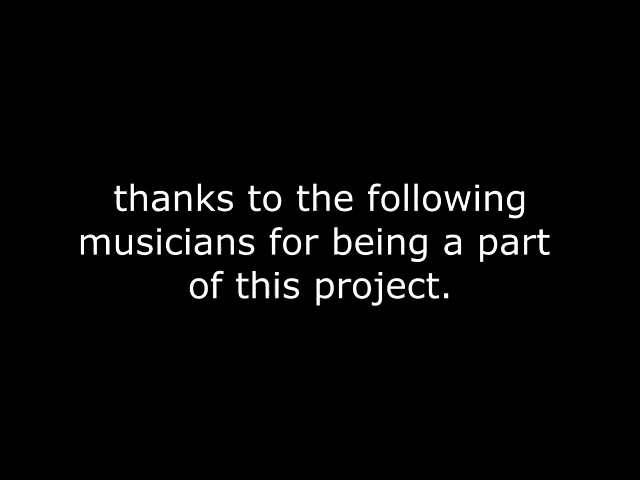 thanks to the following
musicians for being a part
of this project.